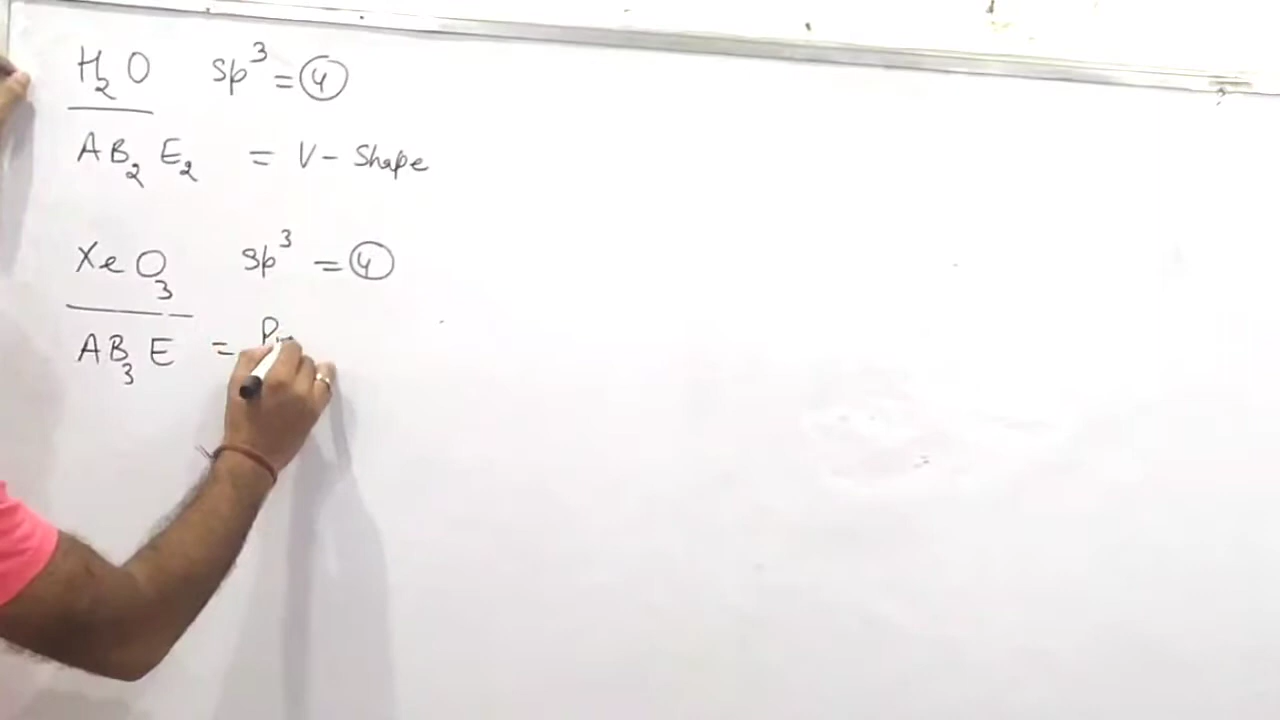 H₂O sp³ = 4
AB₂E₂ = V - Shape
XeO₃ sp³ = 4
AB₃E = P